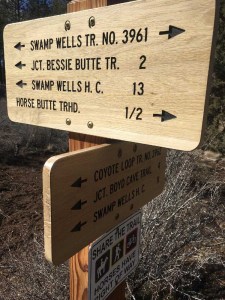 SWAMP WELLS TR. NO. 3961
JCT. BESSIE BUTTE TR. 2
SWAMP WELLS H. C. 13
HORSE BUTTE TRHD. 1/2
COYOTE LOOP TR. NO.
JCT. BOYD CAVE TRAIL
SWAMP WELLS H. C.
SHARE THE TRAIL